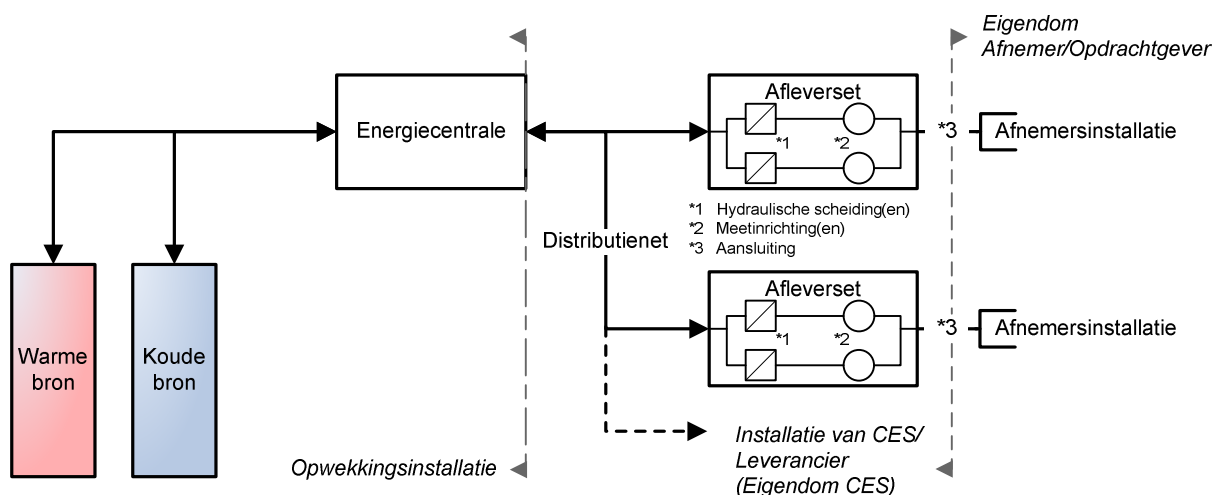 Eigendom
Afnemer/Opdrachtgever
Energiecentrale
Afleverset
*1
*2
*3
Afnemersinstallatie
*1 Hydraulische scheiding(en)
*2 Meetinrichting(en)
*3 Aansluiting
Distributienet
Afleverset
*1
*2
*3
Afnemersinstallatie
Warme
bron
Koude
bron
Opwekkingsinstallatie
Installatie van CES/
Leverancier
(Eigendom CES)